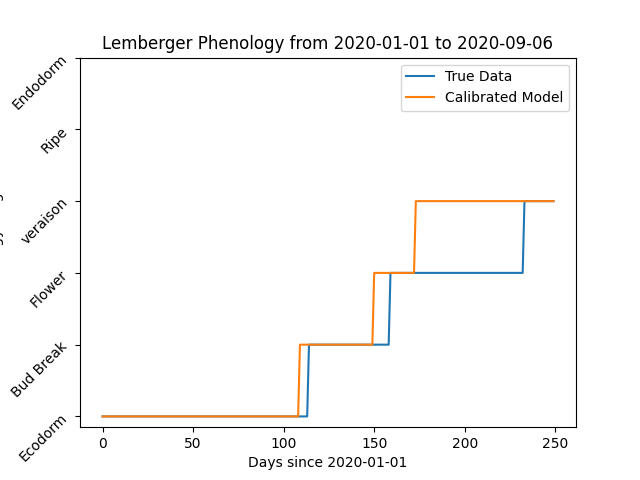 Lemberger Phenology from 2020-01-01 to 2020-09-06
True Data
Calibrated Model
Endodorm
Ripe
veraison
Flower
Bud Break
Ecodorm
0 50 100 150 200 250
Days since 2020-01-01